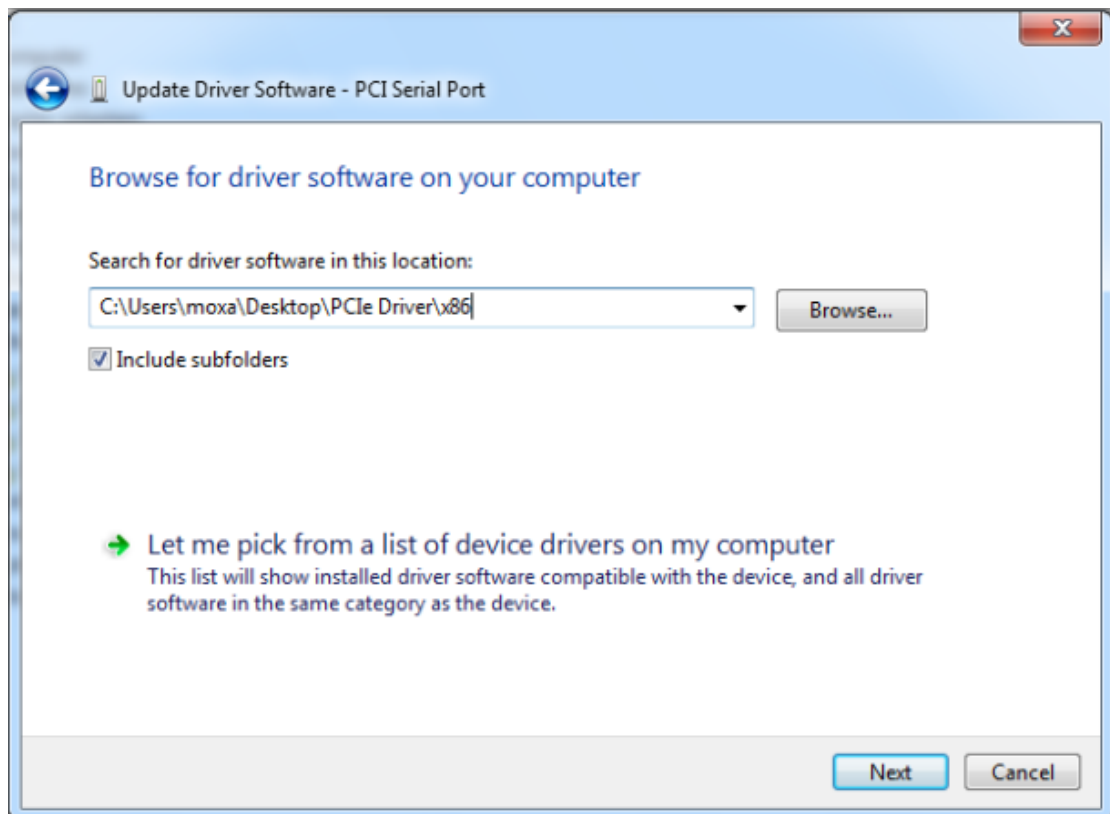 Update Driver Software - PCI Serial Port
Browse for driver software on your computer
Search for driver software in this location:
C:\Users\moxa\Desktop\PCIe Driver\x86
Browse...
Include subfolders
Let me pick from a list of device drivers on my computer
This list will show installed driver software compatible with the device, and all driver
software in the same category as the device.
Next
Cancel